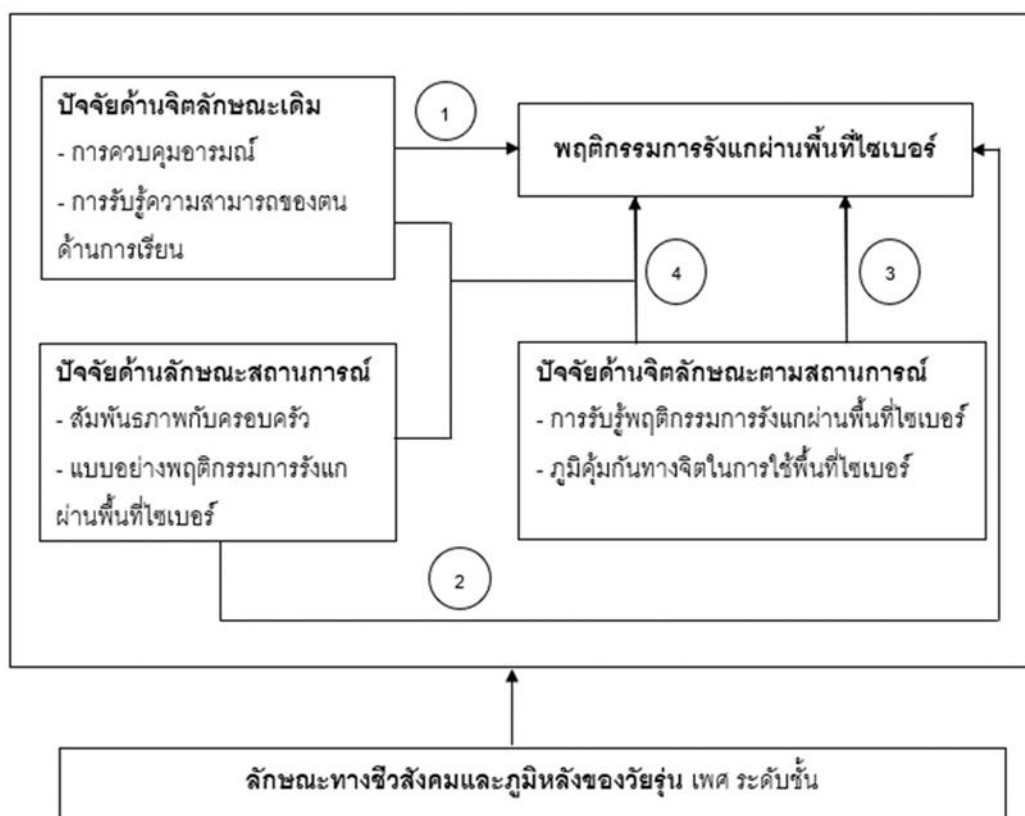 ปัจจัยด้านจิตลักษณะเดิม
- การควบคุมอารมณ์
- การรับรู้ความสามารถของตน
ด้านการเรียน
1
พฤติกรรมการรังแกผ่านพื้นที่ไซเบอร์
4
3
ปัจจัยด้านลักษณะสถานการณ์
- สัมพันธภาพกับครอบครัว
- แบบอย่างพฤติกรรมการรังแก
ผ่านพื้นที่ไซเบอร์
ปัจจัยด้านจิตลักษณะตามสถานการณ์
- การรับรู้พฤติกรรมการรังแกผ่านพื้นที่ไซเบอร์
- ภูมิคุ้มกันทางจิตในการใช้พื้นที่ไซเบอร์
2
ลักษณะทางชีวสังคมและภูมิหลังของวัยรุ่น เพศ ระดับชั้น